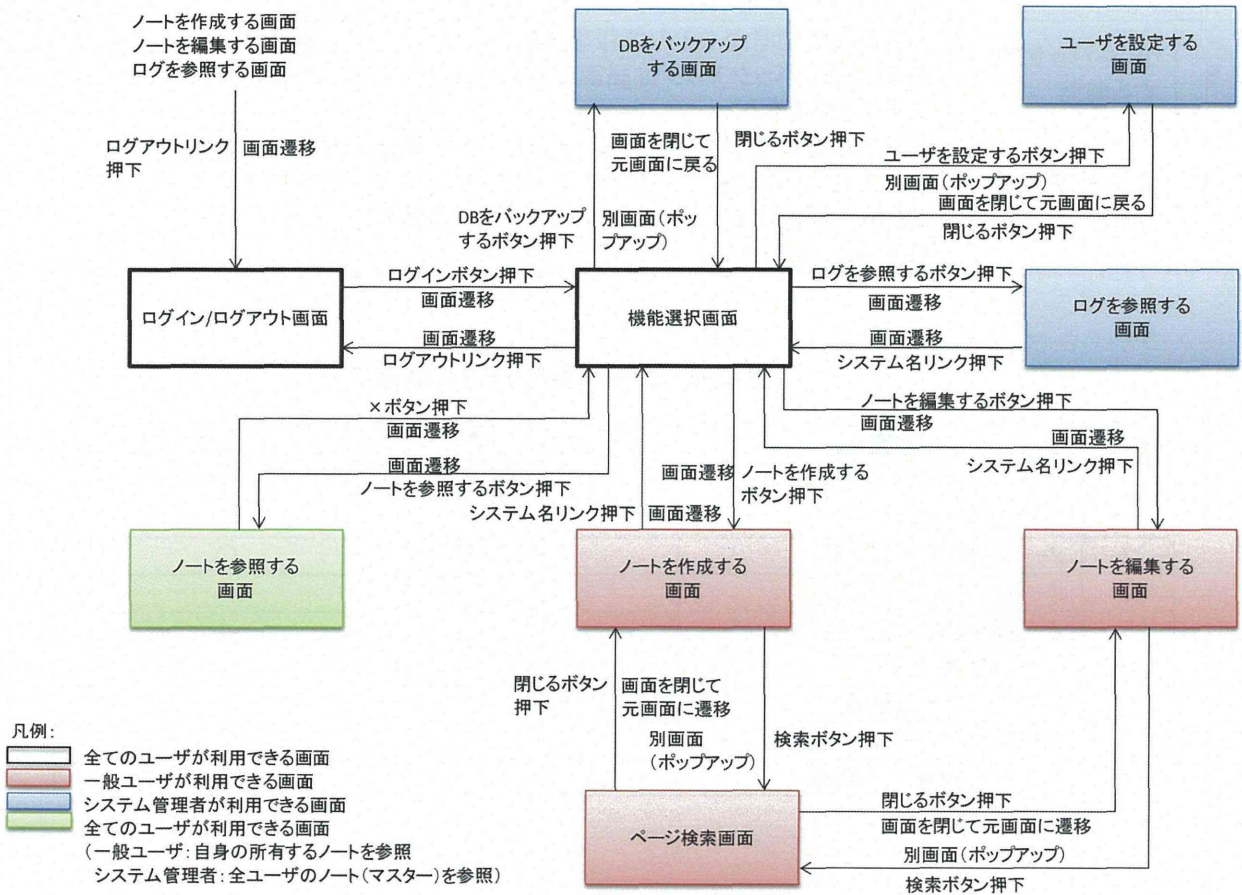 ノートを作成する画面
ノートを編集する画面
ログを参照する画面
ログアウトリンク
押下
画面遷移
DBをバックアップ
する画面
ユーザを設定する
画面
画面を閉じて
元画面に戻る
閉じるボタン押下
DBをバックアップ
するボタン押下
別画面(ポッ
プアップ)
ユーザを設定するボタン押下
別画面(ポップアップ)
画面を閉じて元画面に戻る
閉じるボタン押下
ログイン/ログアウト画面
ログインボタン押下
画面遷移
画面遷移
ログアウトリンク押下
機能選択画面
ログを参照するボタン押下
画面遷移
画面遷移
システム名リンク押下
ログを参照する
画面
×ボタン押下
画面遷移
画面遷移
ノートを参照するボタン押下
システム名リンク押下
画面遷移
画面遷移
ノートを作成する
ボタン押下
ノートを編集するボタン押下
画面遷移
画面遷移
システム名リンク押下
ノートを参照する
画面
ノートを作成する
画面
ノートを編集する
画面
閉じるボタン
押下
画面を閉じて
元画面に遷移
別画面
(ポップアップ)
検索ボタン押下
ページ検索画面
閉じるボタン押下
画面を閉じて元画面に遷移
別画面(ポップアップ)
検索ボタン押下
凡例:
全てのユーザが利用できる画面
一般ユーザが利用できる画面
システム管理者が利用できる画面
全てのユーザが利用できる画面
(一般ユーザ:自身の所有するノートを参照
システム管理者:全ユーザのノート(マスター)を参照)